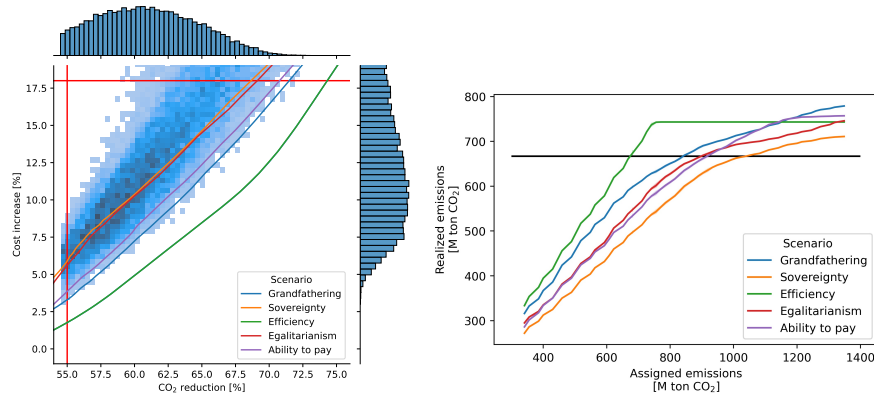 17.5
15.0
12.5
10.0
7.5
5.0
2.5
0.0
Cost increase [%]
55.0 57.5 60.0 62.5 65.0 67.5 70.0 72.5 75.0
CO2 reduction [%]
Scenario
Grandfathering
Sovereignty
Efficiency
Egalitarianism
Ability to pay
800
700
600
500
400
300
Realized emissions
[M ton CO2]
400 600 800 1000 1200 1400
Assigned emissions
[M ton CO2]
Scenario
Grandfathering
Sovereignty
Efficiency
Egalitarianism
Ability to pay